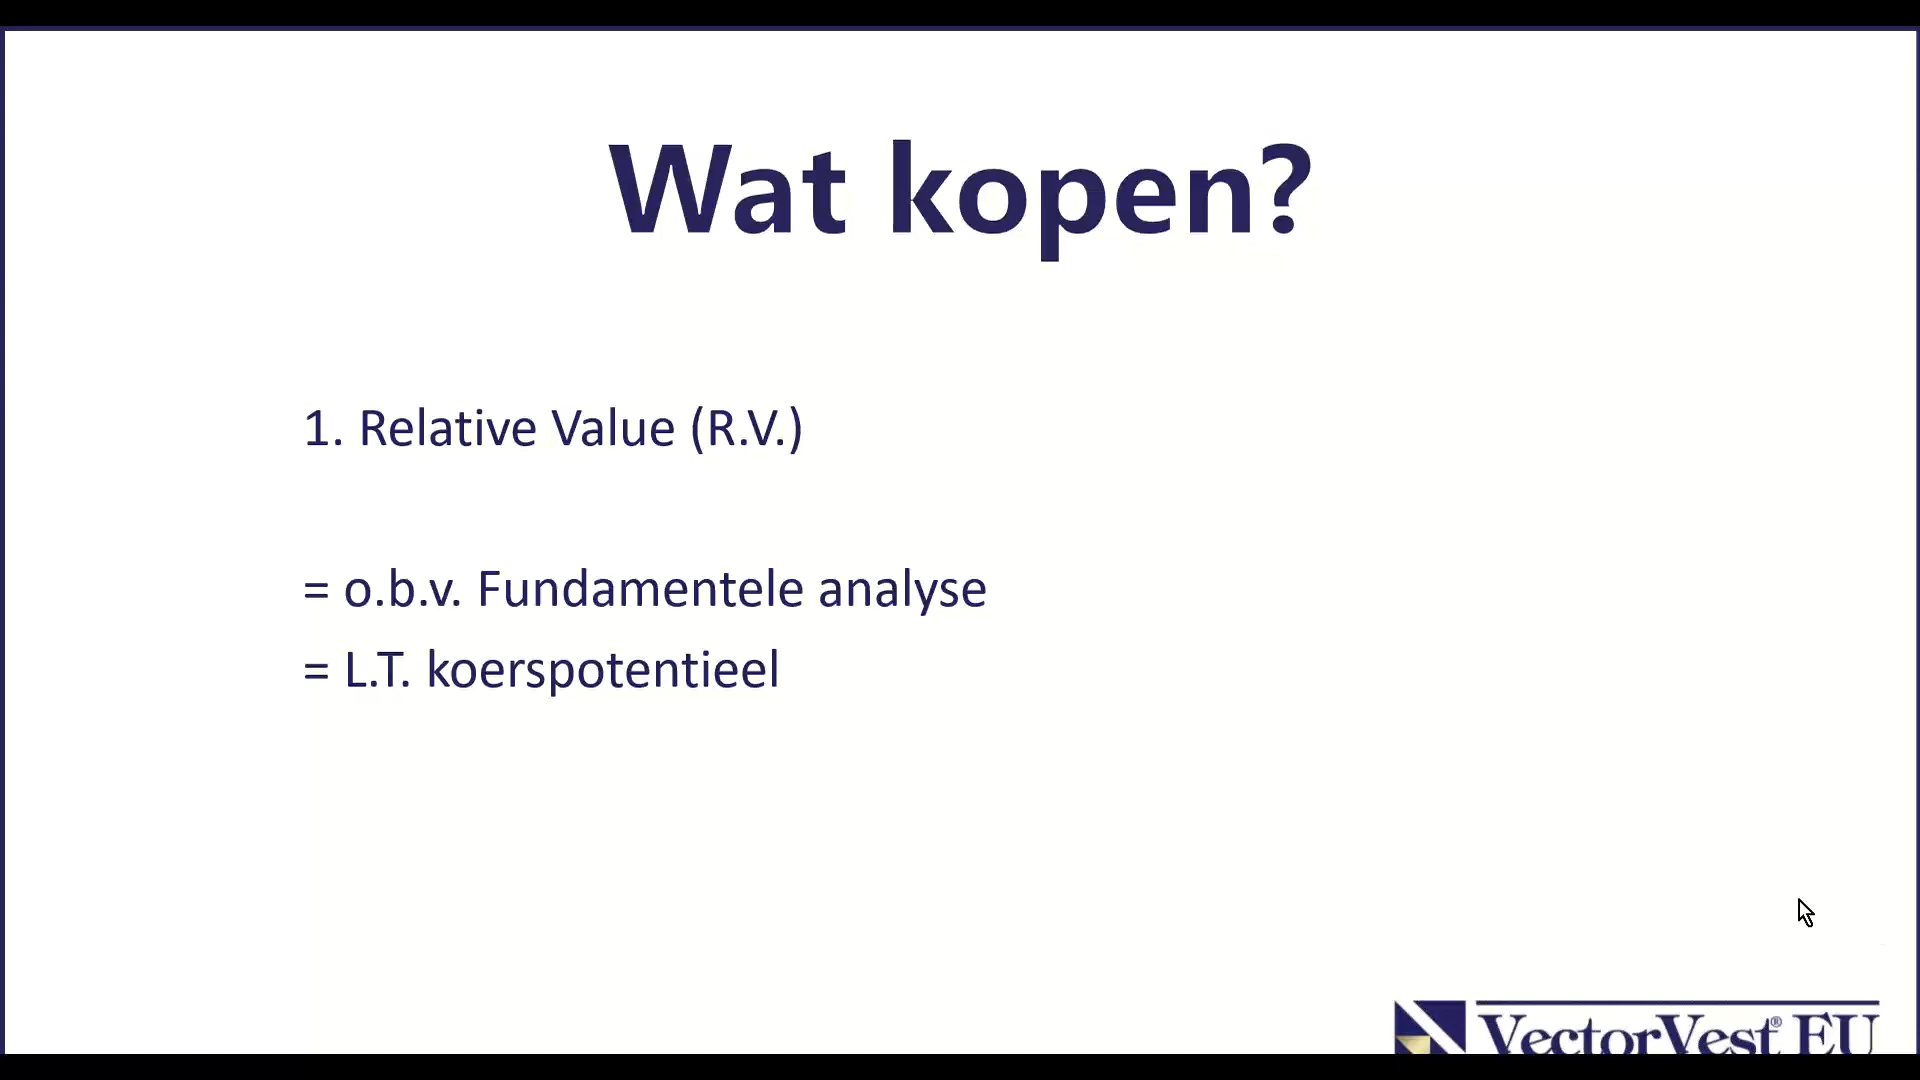 Wat kopen?
1. Relative Value (R.V.)
= o.b.v. Fundamentele analyse
= L.T. koerspotentieel
VectorVest® EU